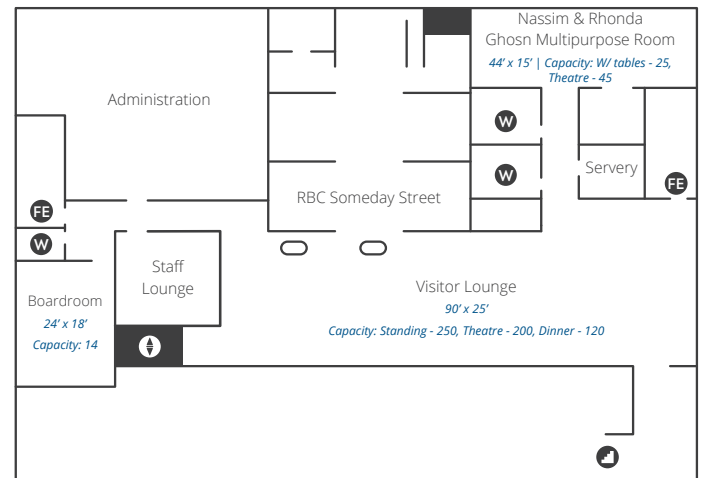 Nassim & Rhonda
Ghosn Multipurpose Room
44’ x 15’ | Capacity: W/ tables - 25,
Theatre - 45
Administration
W
W
Servery
FE
RBC Someday Street
FE
W
Staff
Lounge
Boardroom
24’ x 18’
Capacity: 14
Visitor Lounge
90’ x 25’
Capacity: Standing - 250, Theatre - 200, Dinner - 120